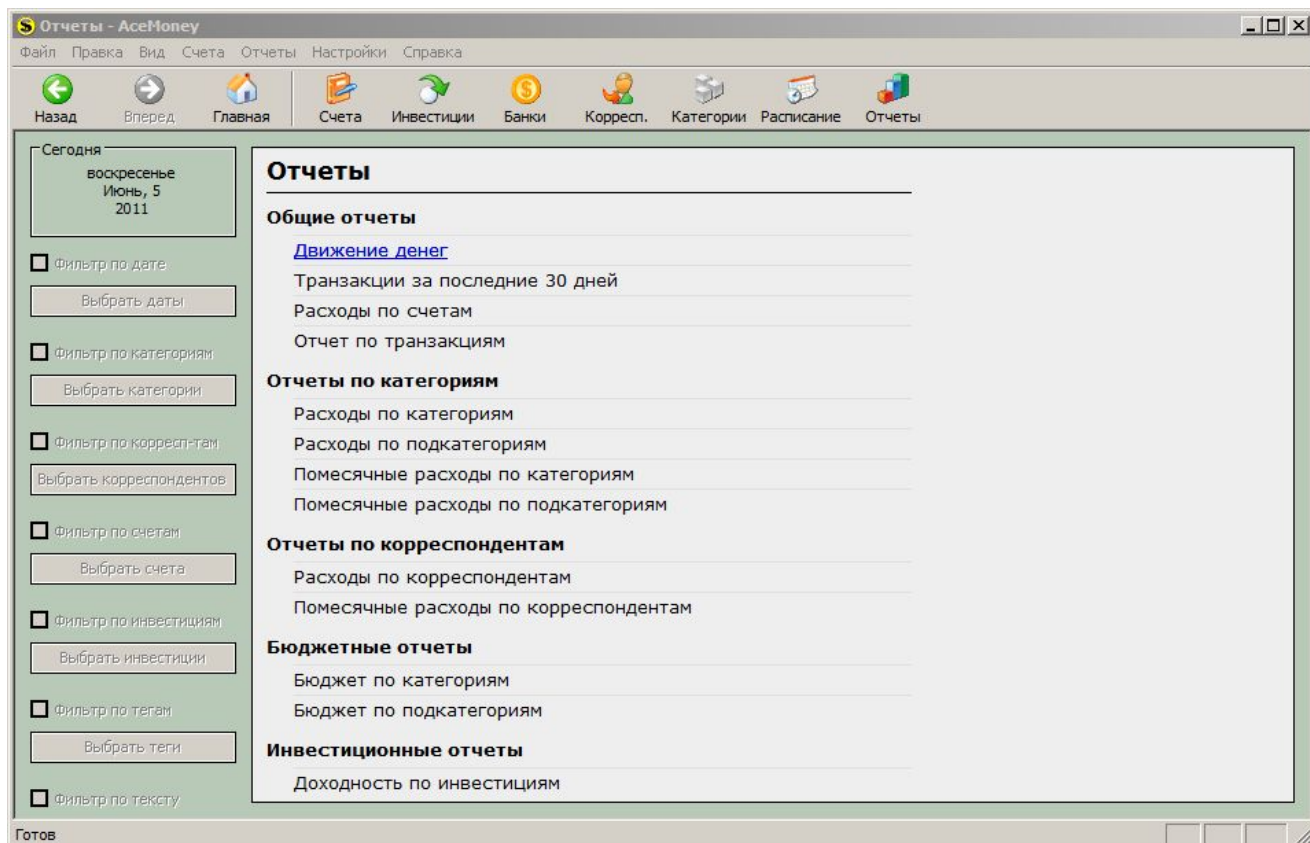 Отчеты - AceMoney
Файл Правка Вид Счета Отчеты Настройки Справка
Назад Вперед Главная Счета Инвестиции Банки Корресп. Категории Расписание Отчеты
Сегодня
воскресенье
Июнь, 5
2011
Фильтр по дате
Выбрать даты
Фильтр по категориям
Выбрать категории
Фильтр по корресп-там
Выбрать корреспондентов
Фильтр по счетам
Выбрать счета
Фильтр по инвестициям
Выбрать инвестиции
Фильтр по тегам
Выбрать теги
Фильтр по тексту
Отчеты
Общие отчеты
Движение денег
Транзакции за последние 30 дней
Расходы по счетам
Отчет по транзакциям
Отчеты по категориям
Расходы по категориям
Расходы по подкатегориям
Помесячные расходы по категориям
Помесячные расходы по подкатегориям
Отчеты по корреспондентам
Расходы по корреспондентам
Помесячные расходы по корреспондентам
Бюджетные отчеты
Бюджет по категориям
Бюджет по подкатегориям
Инвестиционные отчеты
Доходность по инвестициям
Готов